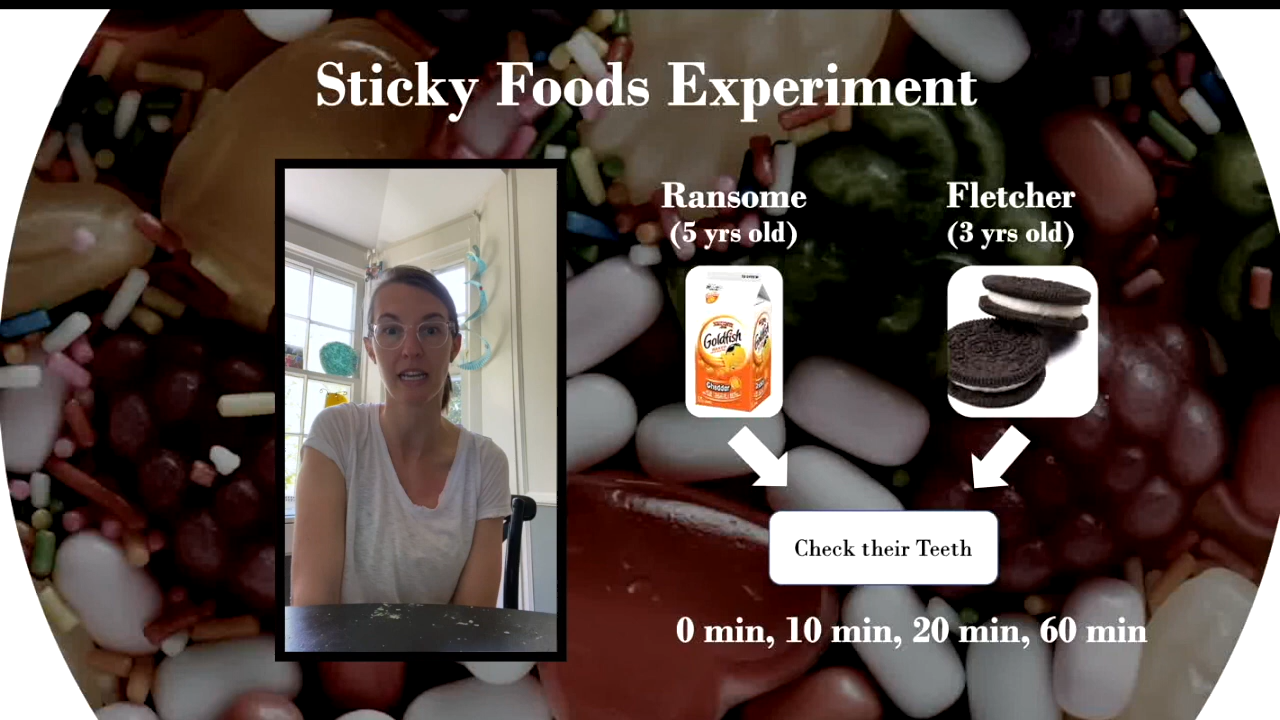 Sticky Foods Experiment
Ransome
(5 yrs old)
Fletcher
(3 yrs old)
Goldfish
Cheddar
Check their Teeth
0 min, 10 min, 20 min, 60 min